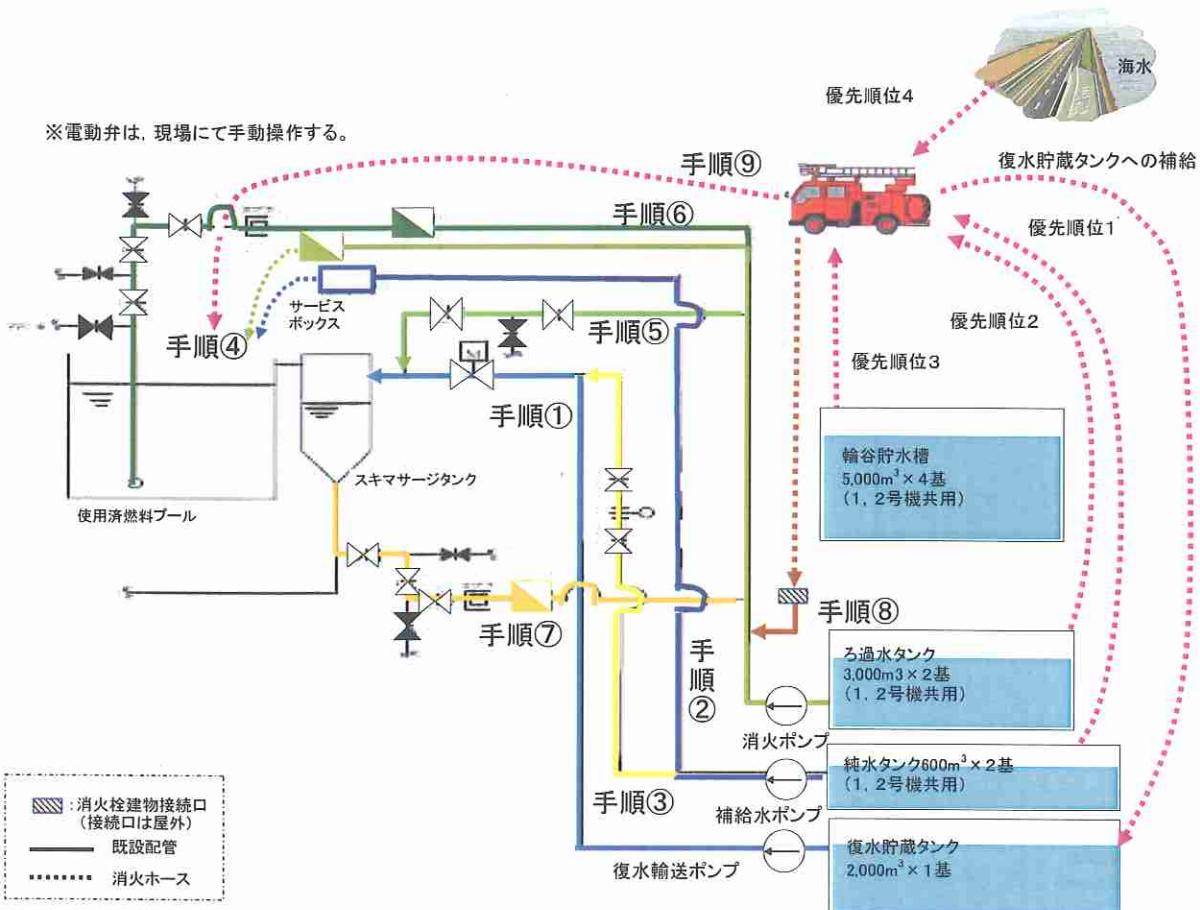 海水
優先順位4
※電動弁は，現場にて手動操作する。
手順⑨
復水貯蔵タンクへの補給
手順⑥
優先順位1
サービス
ボックス
手順④
手順⑤
優先順位2
優先順位3
手順①
輪谷貯水槽
5,000m³×4基
(1，2号機共用)
スキマサージタンク
使用済燃料プール
手順⑧
手順⑦
手順②
ろ過水タンク
3,000m3×2基
(1，2号機共用)
消火ポンプ
純水タンク600m³×2基
(1，2号機共用)
手順③
補給水ポンプ
:消火栓建物接続口
(接続口は屋外)
既設配管
消火ホース
復水輸送ポンプ
復水貯蔵タンク
2,000m³×1基